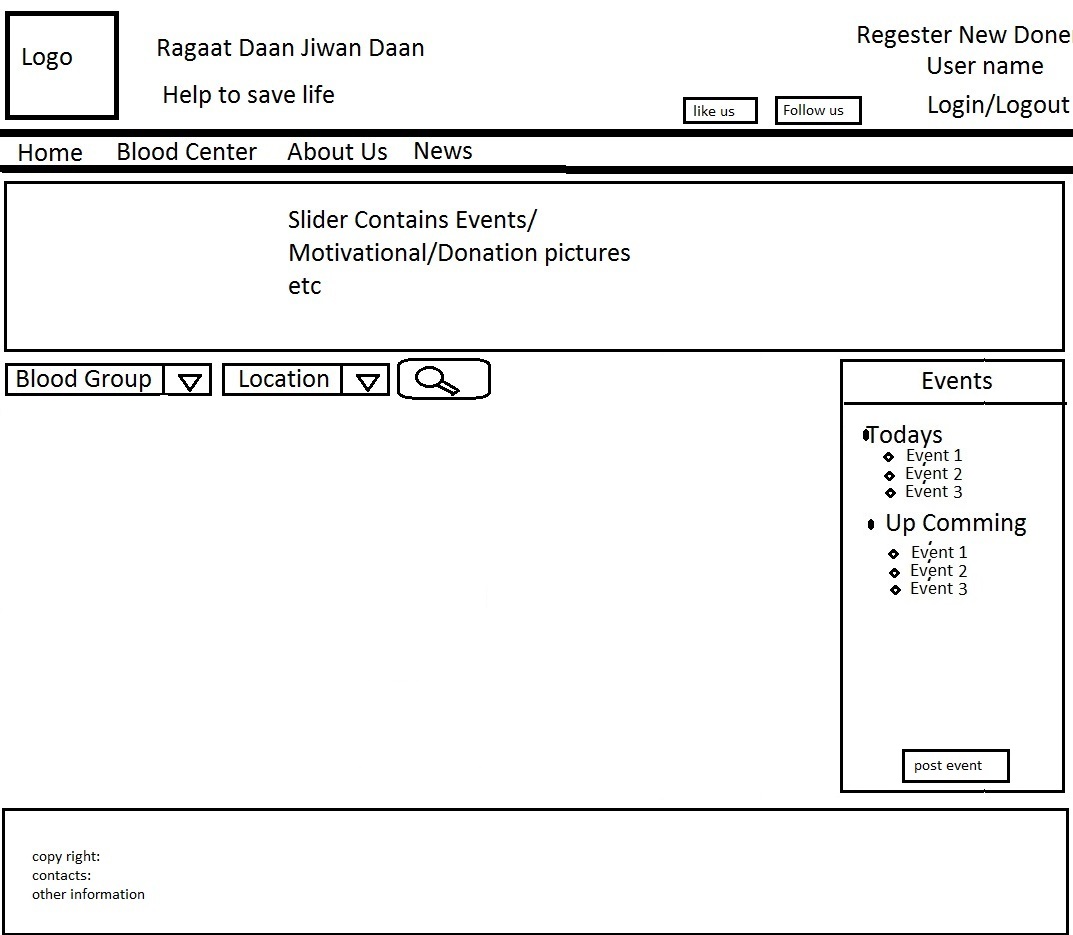 Logo
Ragaat Daan Jiwan Daan
Help to save life
Regester New Doner
User name
Login/Logout
like us
Follow us
Home Blood Center About Us News
Slider Contains Events/
Motivational/Donation pictures
etc
Blood Group
Location
Events
Todays
Event 1
Event 2
Event 3
Up Comming
Event 1
Event 2
Event 3
post event
copy right:
contacts:
other information